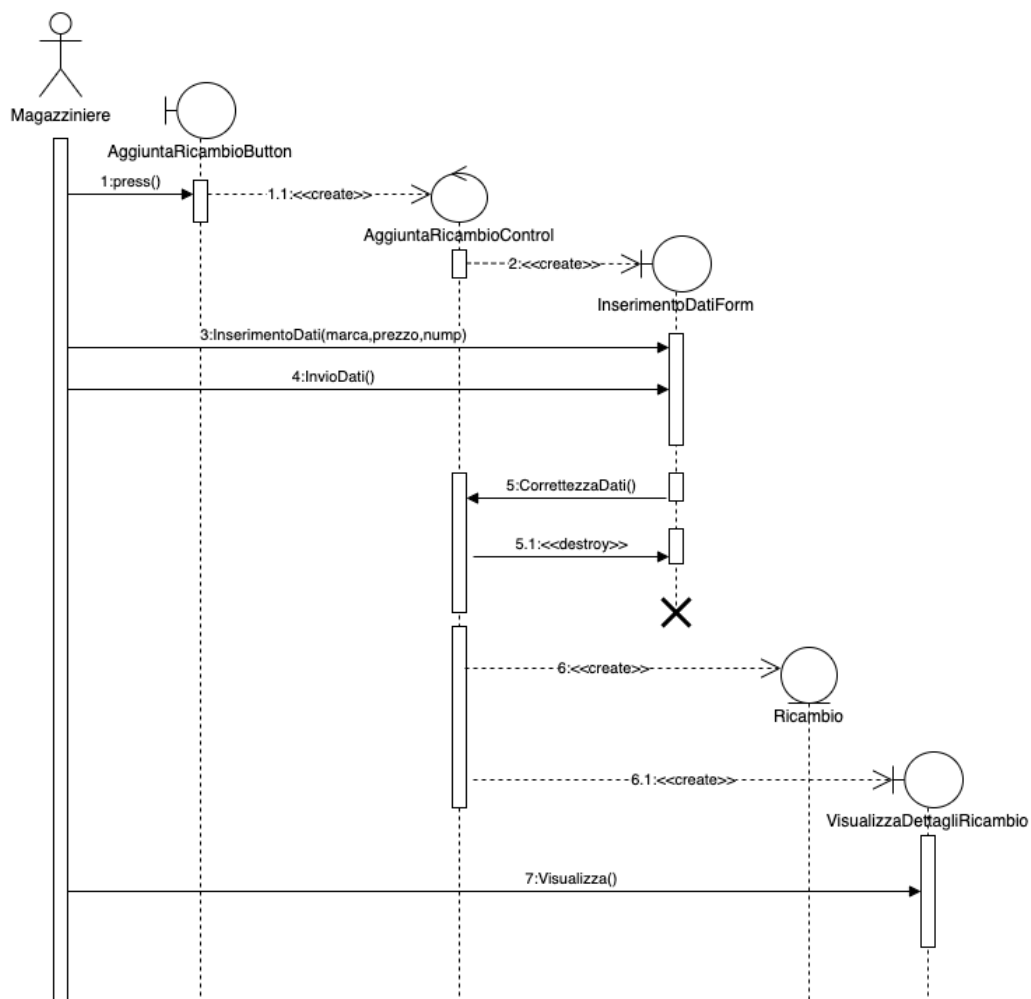 Magazziniere
AggiuntaRicambioButton
1:press()
1.1:<<create>>
AggiuntaRicambioControl
2:<<create>>
InserimentoDatiForm
3:InserimentoDati(marca,prezzo,nump)
4:InvioDati()
5:CorrettezzaDati()
5.1:<<destroy>>
6:<<create>>
Ricambio
6.1:<<create>>
VisualizzaDettagliRicambio
7:Visualizza()